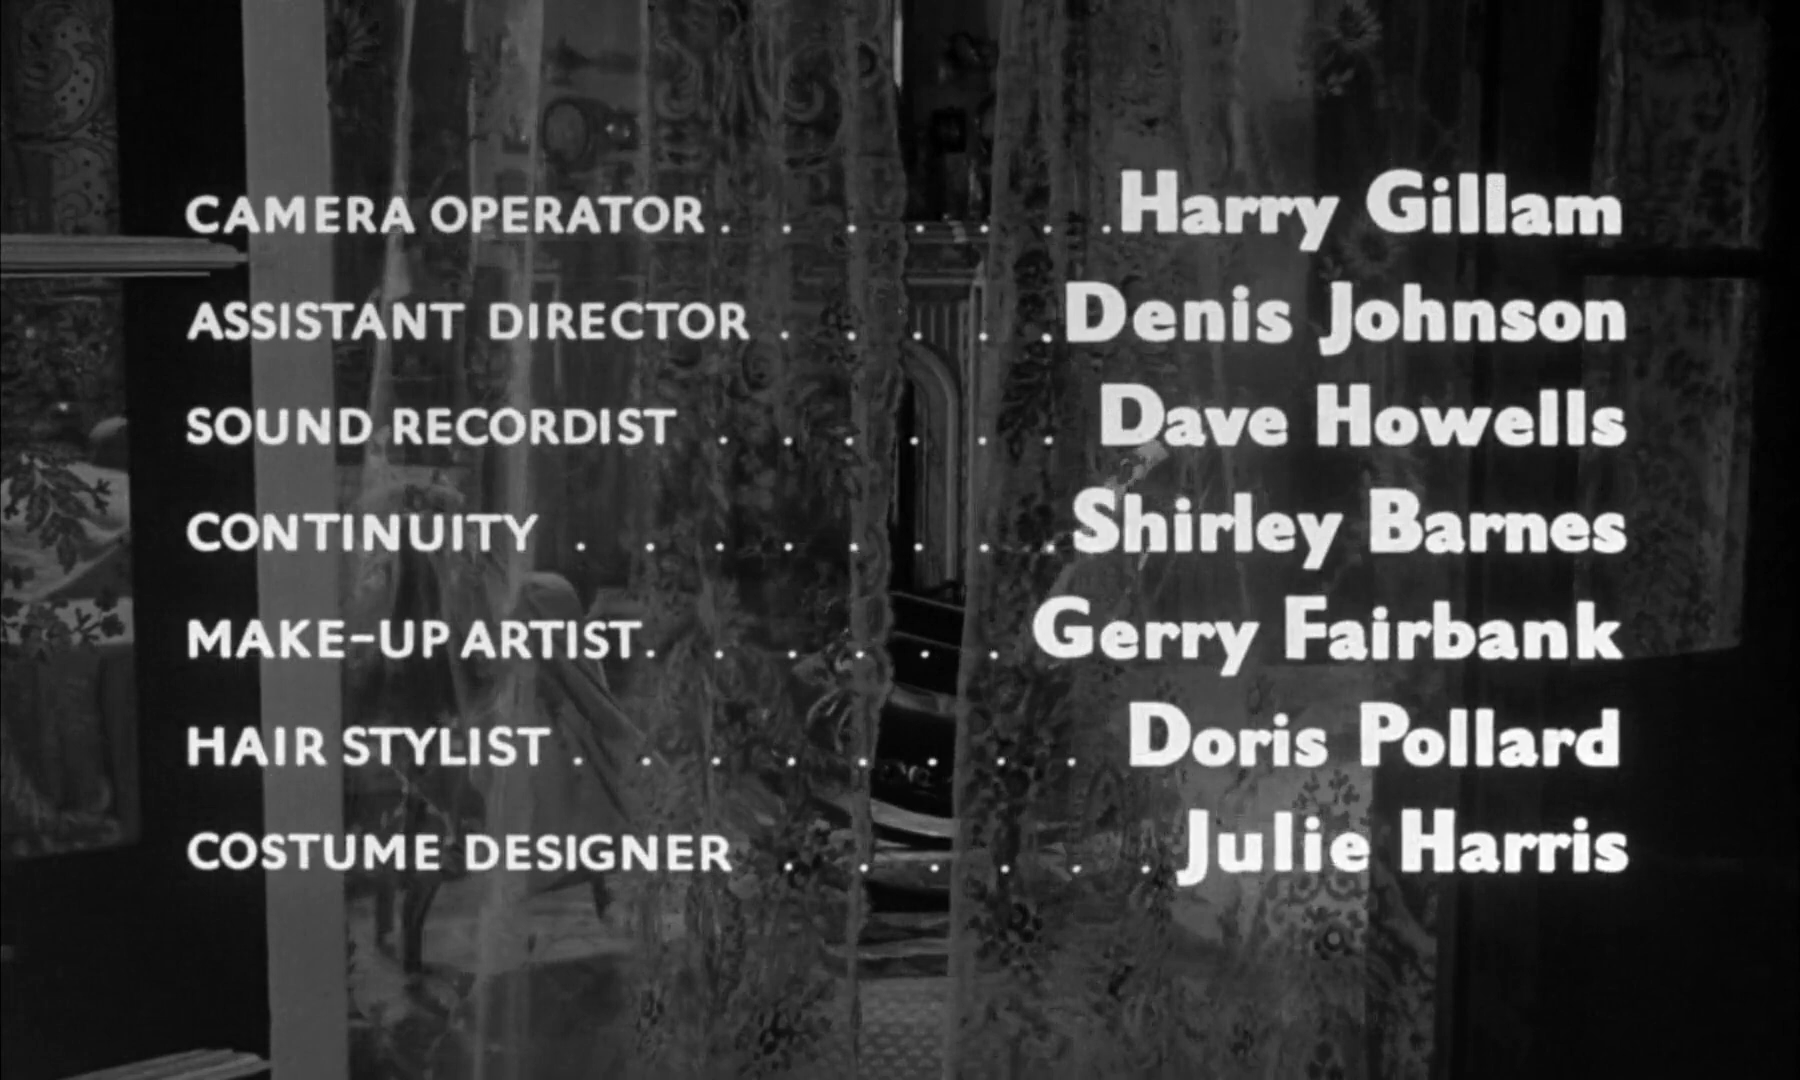 CAMERA OPERATOR . . . . . . . Harry Gillam
ASSISTANT DIRECTOR . . . . . Denis Johnson
SOUND RECORDIST . . . . . . Dave Howells
CONTINUITY . . . . . . . . Shirley Barnes
MAKE-UP ARTIST . . . . . . Gerry Fairbank
HAIR STYLIST . . . . . . . . Doris Pollard
COSTUME DESIGNER . . . . . . Julie Harris